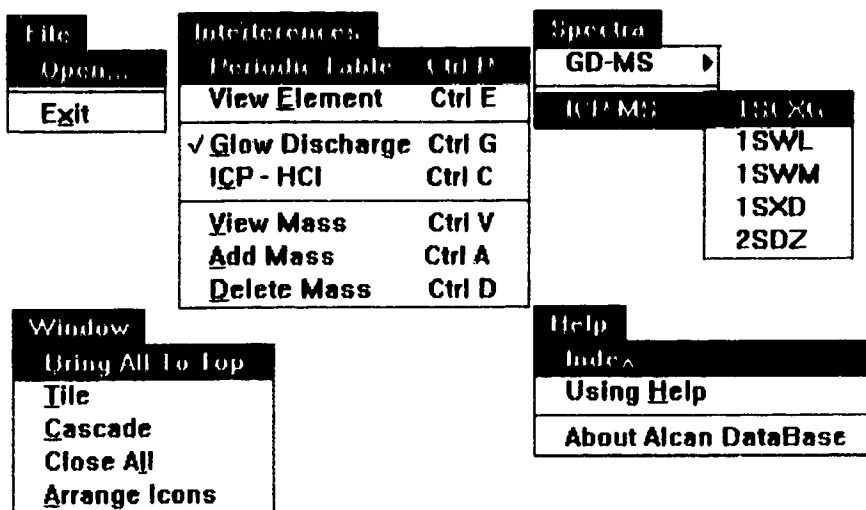 File
Open...
Exit
Interferences
Periodic Table Ctrl P
View Element Ctrl E
√ Glow Discharge Ctrl G
ICP - HCl Ctrl C
View Mass Ctrl V
Add Mass Ctrl A
Delete Mass Ctrl D
Spectra
GD-MS
ICP-MS
1SCXG
1SWL
1SWM
1SXD
2SDZ
Window
Bring All To Top
Tile
Cascade
Close All
Arrange Icons
Help
Index
Using Help
About Alcan DataBase